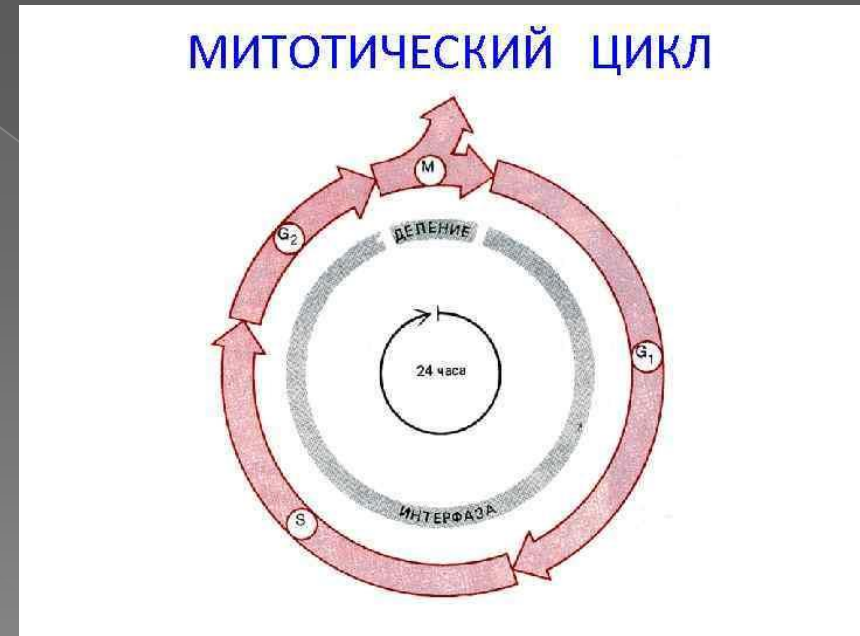 МИТОТИЧЕСКИЙ ЦИКЛ
M
G2
ДЕЛЕНИЕ
G1
24 часа
S
ИНТЕРФАЗА